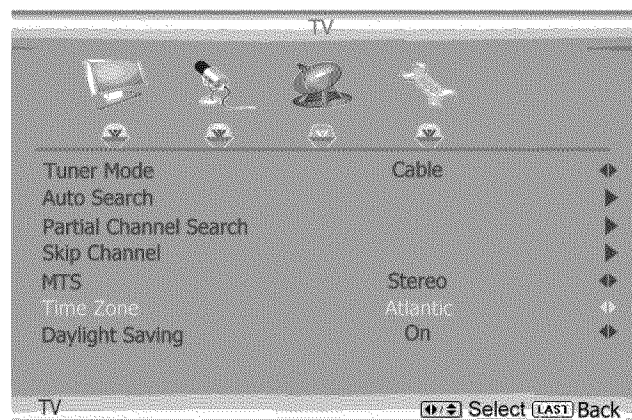 TV
Tuner Mode Cable
Auto Search
Partial Channel Search
Skip Channel
MTS Stereo
Time Zone Atlantic
Daylight Saving On
TV Select LAST Back